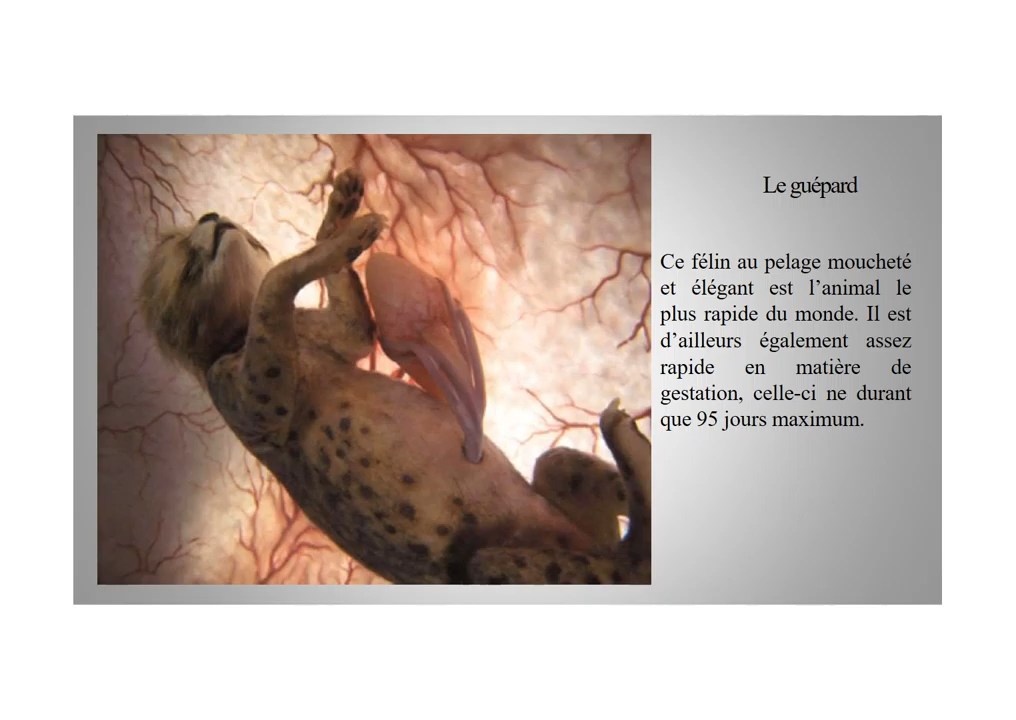 Le guépard
Ce félin au pelage moucheté
et élégant est l’animal le
plus rapide du monde. Il est
d’ailleurs également assez
rapide en matière de
gestation, celle-ci ne durant
que 95 jours maximum.